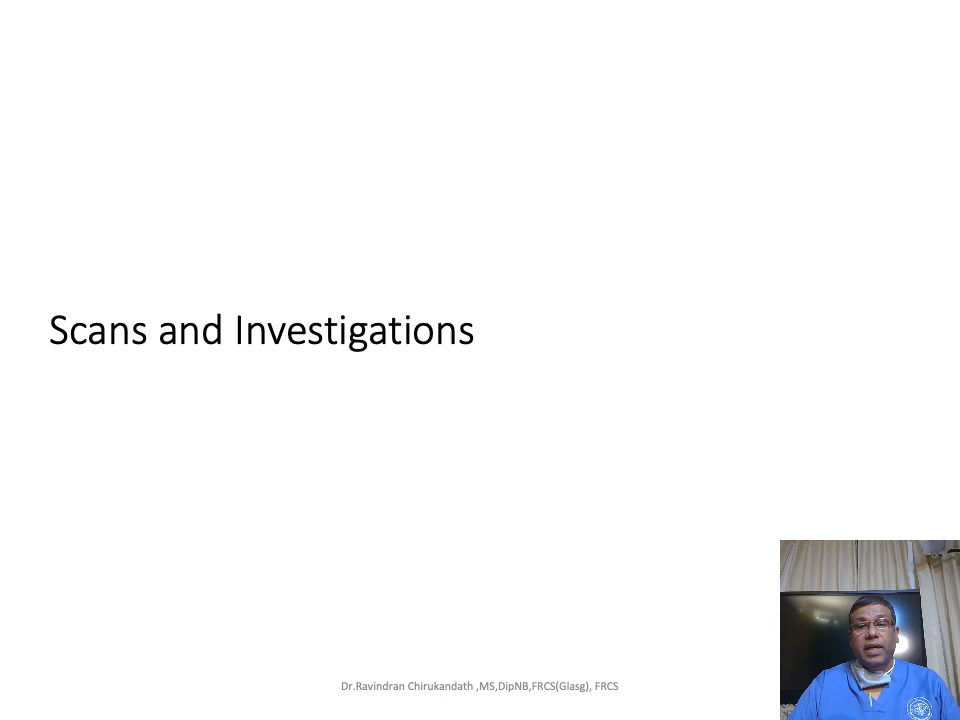 Scans and Investigations
Dr.Ravindran Chirukandath ,MS,DipNB,FRCS(Glasg), FRCS